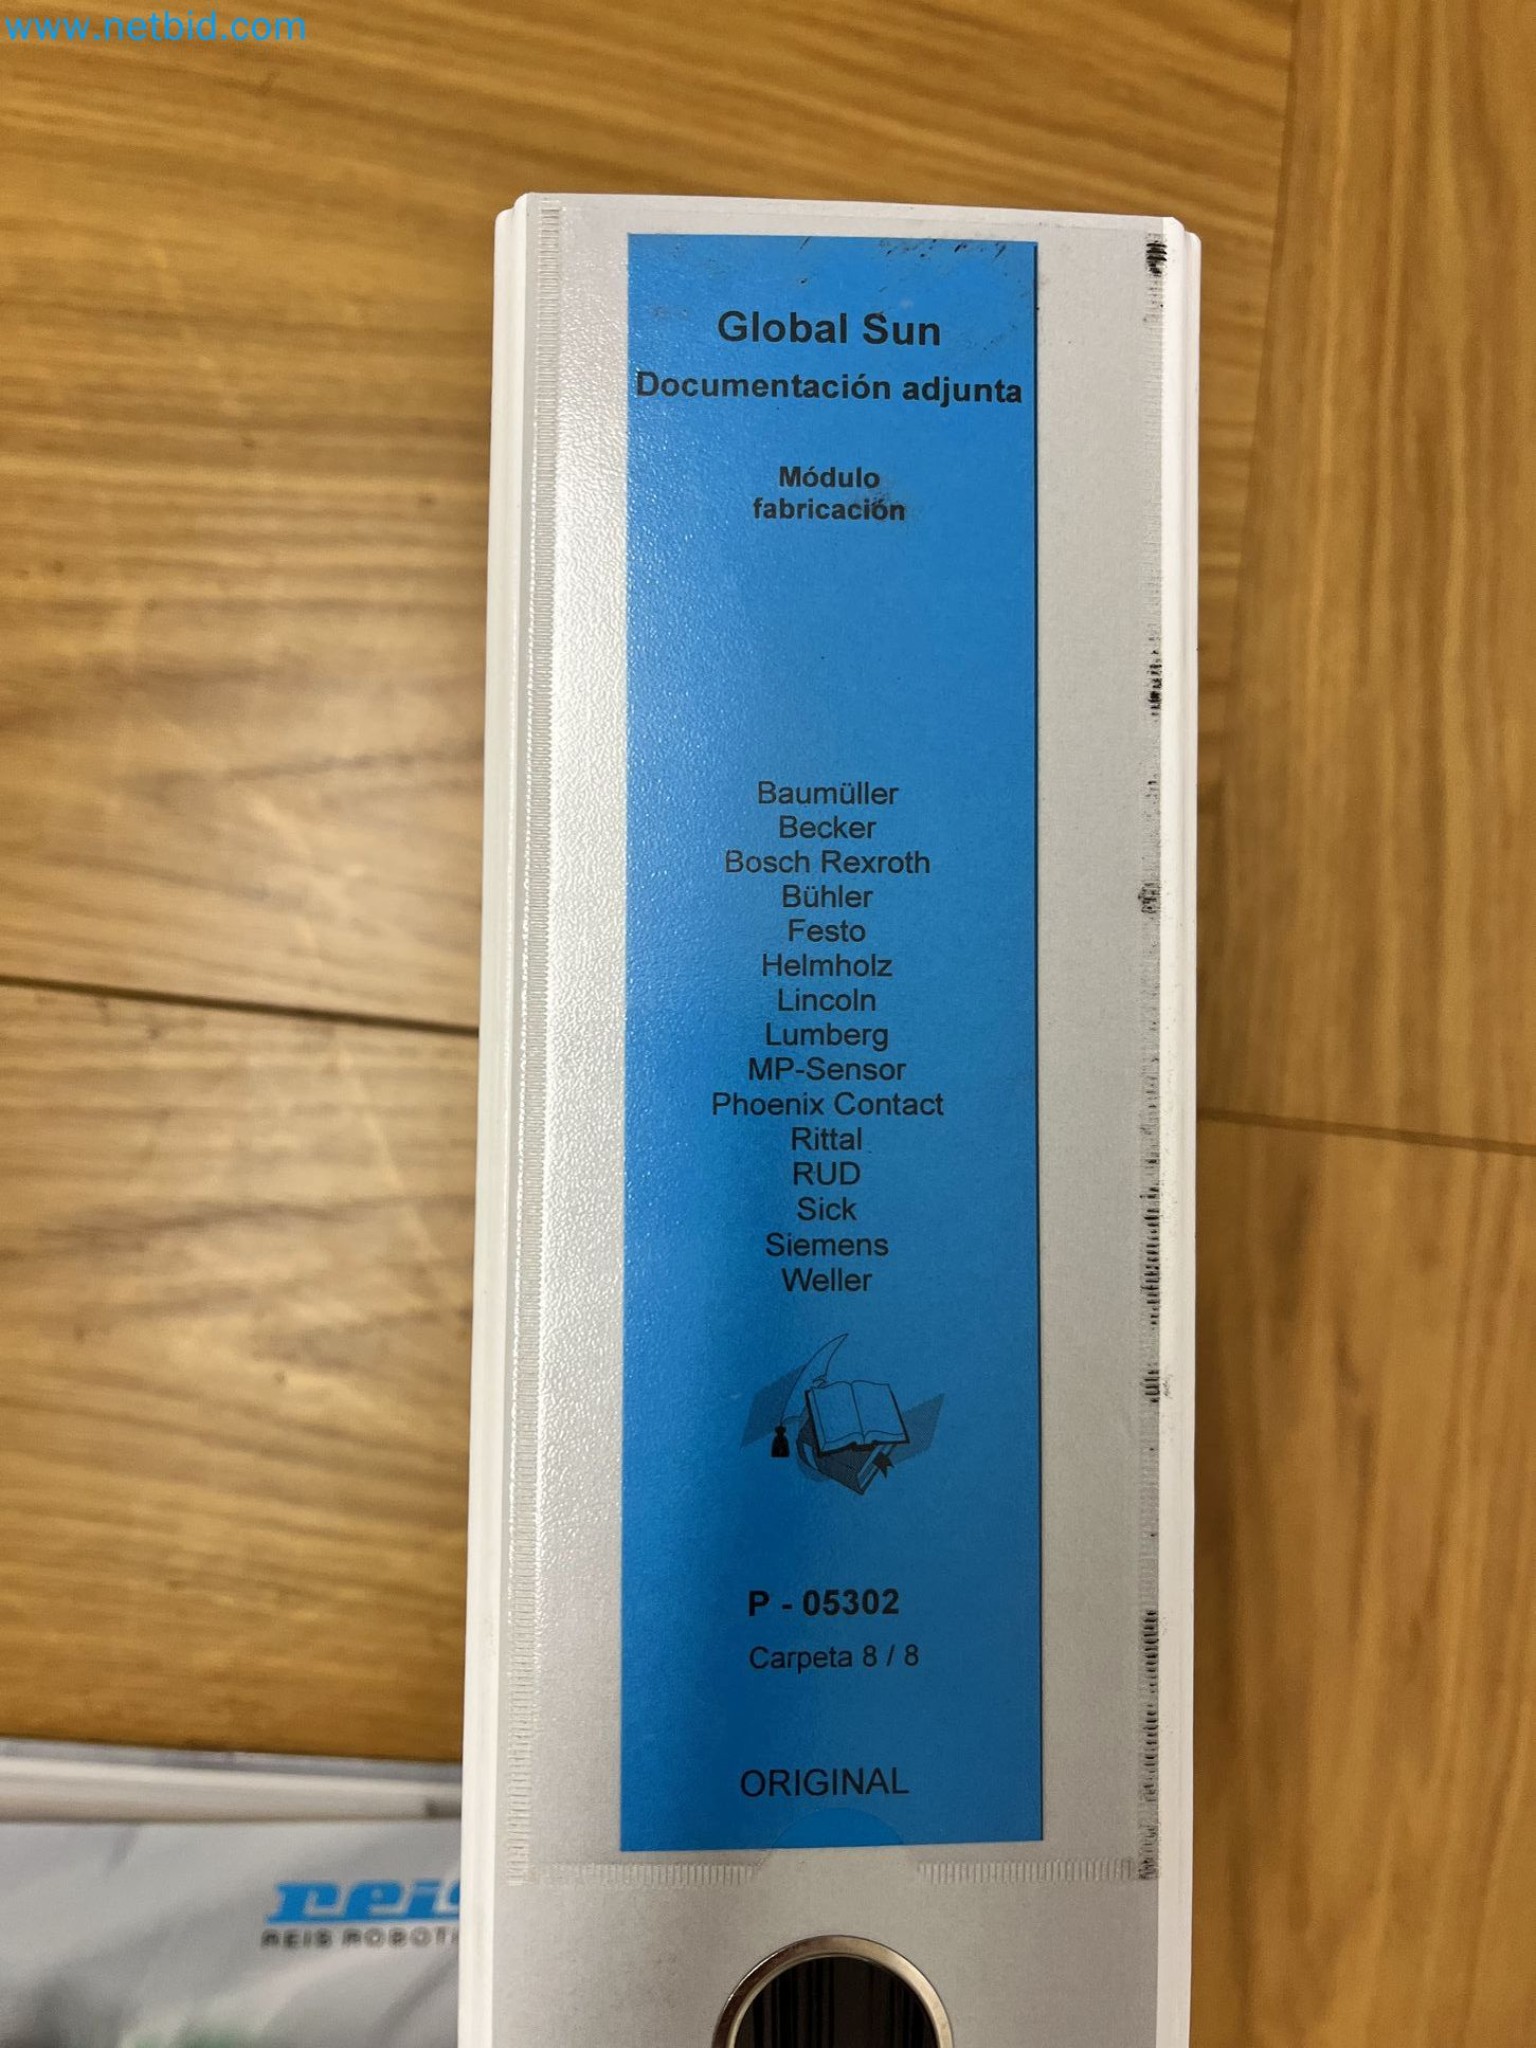 www.netbid.com
Global Sun
Documentación adjunta
Módulo
fabricación
Baumüller
Becker
Bosch Rexroth
Bühler
Festo
Helmholz
Lincoln
Lumberg
MP-Sensor
Phoenix Contact
Rittal
RUD
Sick
Siemens
Weller
P - 05302
Carpeta 8 / 8
ORIGINAL
REIS